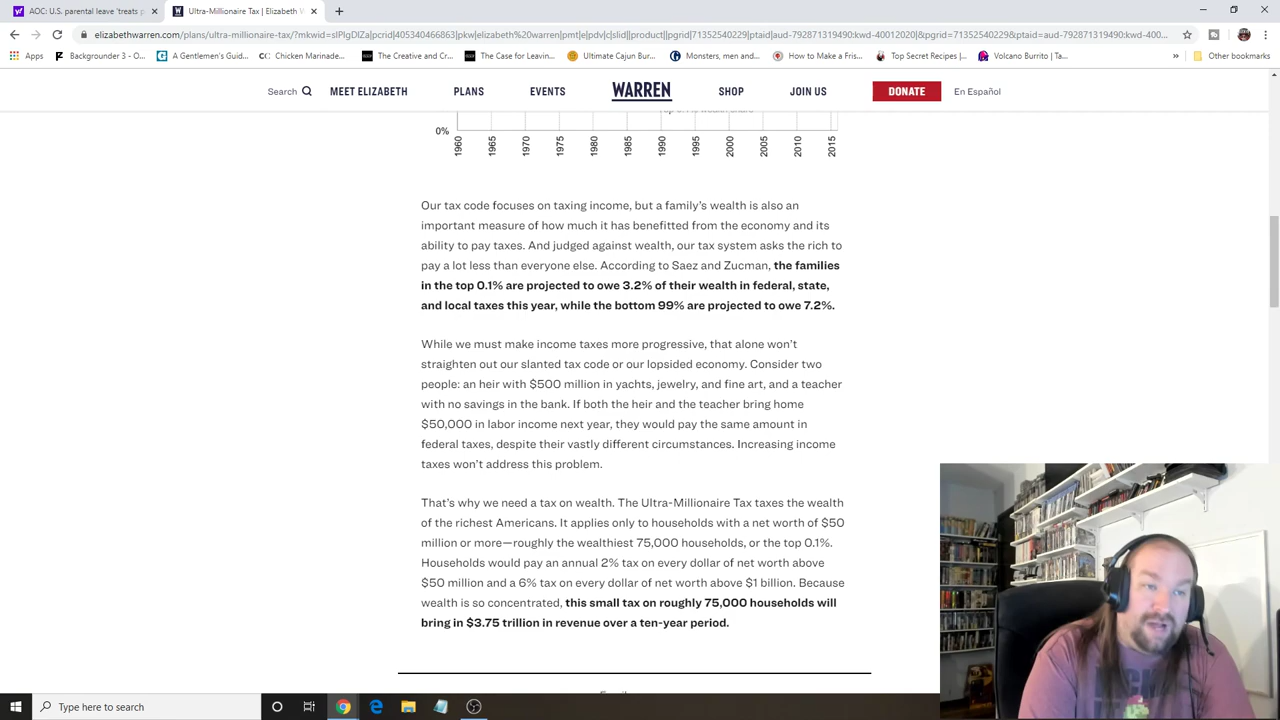 AOC: U.S. parental leave 'treats p
Ultra-Millionaire Tax | Elizabeth W
elizabethwarren.com/plans/ultra-millionaire-tax/?mkwid=sIPlgDIZa|pcrid|405340466863|pkw|elizabeth%20warren|pmt|e|pdv|c|slid||product||pgrid|71352540229|ptaid|aud-792871319490:kwd-40012020|&pgrid=71352540229&ptaid=aud-792871319490:kwd-400...
Apps
Backgrounder 3 - O...
A Gentlemen's Guid...
Chicken Marinade...
The Creative and Cr...
The Case for Leavin...
Ultimate Cajun Bur...
Monsters, men and...
How to Make a Fris...
Top Secret Recipes |...
Volcano Burrito | Ta...
»
Other bookmarks
Search
MEET ELIZABETH
PLANS
EVENTS
WARREN
SHOP
JOIN US
DONATE
En Español
0%
1960 1965 1970 1975 1980 1985 1990 1995 2000 2005 2010 2015
Our tax code focuses on taxing income, but a family's wealth is also an
important measure of how much it has benefitted from the economy and its
ability to pay taxes. And judged against wealth, our tax system asks the rich to
pay a lot less than everyone else. According to Saez and Zucman, the families
in the top 0.1% are projected to owe 3.2% of their wealth in federal, state,
and local taxes this year, while the bottom 99% are projected to owe 7.2%.
While we must make income taxes more progressive, that alone won't
straighten out our slanted tax code or our lopsided economy. Consider two
people: an heir with $500 million in yachts, jewelry, and fine art, and a teacher
with no savings in the bank. If both the heir and the teacher bring home
$50,000 in labor income next year, they would pay the same amount in
federal taxes, despite their vastly different circumstances. Increasing income
taxes won't address this problem.
That's why we need a tax on wealth. The Ultra-Millionaire Tax taxes the wealth
of the richest Americans. It applies only to households with a net worth of $50
million or more—roughly the wealthiest 75,000 households, or the top 0.1%.
Households would pay an annual 2% tax on every dollar of net worth above
$50 million and a 6% tax on every dollar of net worth above $1 billion. Because
wealth is so concentrated, this small tax on roughly 75,000 households will
bring in $3.75 trillion in revenue over a ten-year period.
Type here to search